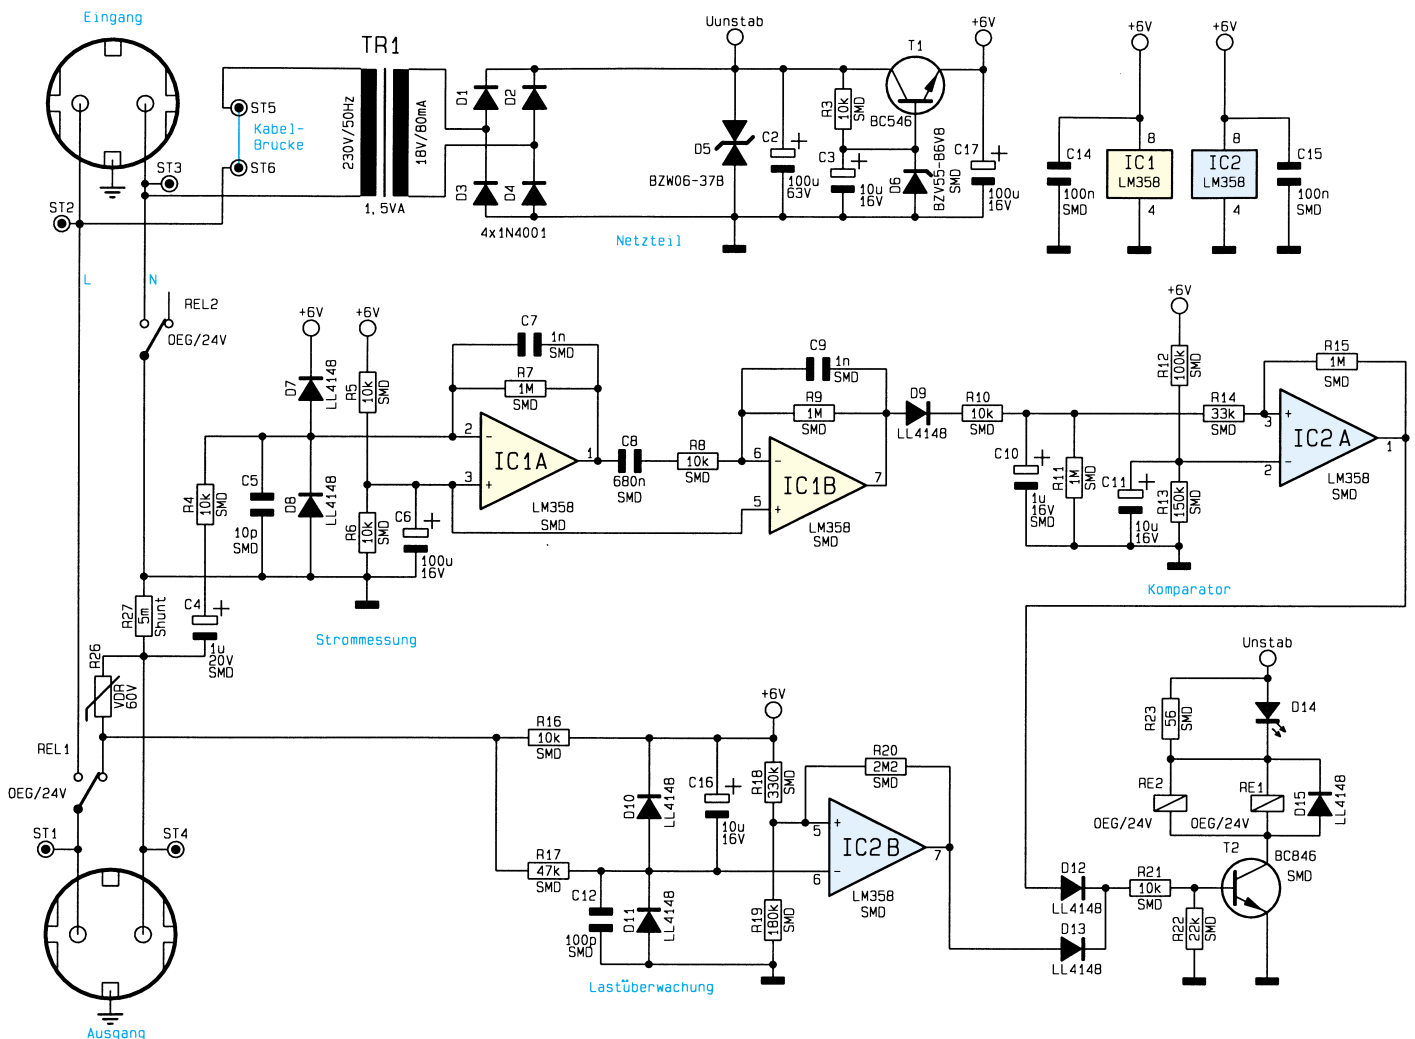 Eingang
TR1
230V/50Hz
18V/80mA
1,5VA
ST5
Kabel-
Brucke
ST6
ST3
ST2
L
N
D1
D2
D3
D4
4x1N4001
Uunstab
D5
BZW06-37B
C2
+
100u
63V
R3
10k
SMD
T1
BC546
C3
+
10u
16V
D6
BZV55-B6V8
SMD
+6V
C17
+
100u
16V
Netzteil
+6V
C14
100n
SMD
8
IC1
LM358
4
+6V
8
IC2
LM358
4
C15
100n
SMD
REL2
OEG/24V
+6V
D7
LL4148
D8
LL4148
R4
10k
SMD
C5
10p
SMD
+6V
R5
10k
SMD
R6
10k
SMD
C6
+
100u
16V
C7
1n
SMD
R7
1M
SMD
2
-
3
+
IC1A
1
LM358
SMD
C8
680n
SMD
R8
10k
SMD
C9
1n
SMD
R9
1M
SMD
6
-
5
+
IC1B
7
LM358
SMD
D9
LL4148
R10
10k
SMD
C10
+
1u
16V
SMD
R11
1M
SMD
+6V
R12
100k
SMD
C11
+
10u
16V
R13
150k
SMD
R14
33k
SMD
R15
1M
SMD
3
+
2
-
IC2A
1
LM358
SMD
Komparator
R27
5m
Shunt
C4
+
1u
20V
SMD
Strommessung
R26
VDR
60V
REL1
OEG/24V
ST1
ST4
Ausgang
R16
10k
SMD
R17
47k
SMD
C12
100p
SMD
D10
LL4148
D11
LL4148
C16
+
10u
16V
+6V
R18
330k
SMD
R19
180k
SMD
R20
2M2
SMD
5
+
6
-
IC2B
7
LM358
SMD
Lastüberwachung
Unstab
R23
56
SMD
D14
RE2
OEG/24V
RE1
OEG/24V
D15
LL4148
T2
BC846
SMD
D12
LL4148
D13
LL4148
R21
10k
SMD
R22
22k
SMD